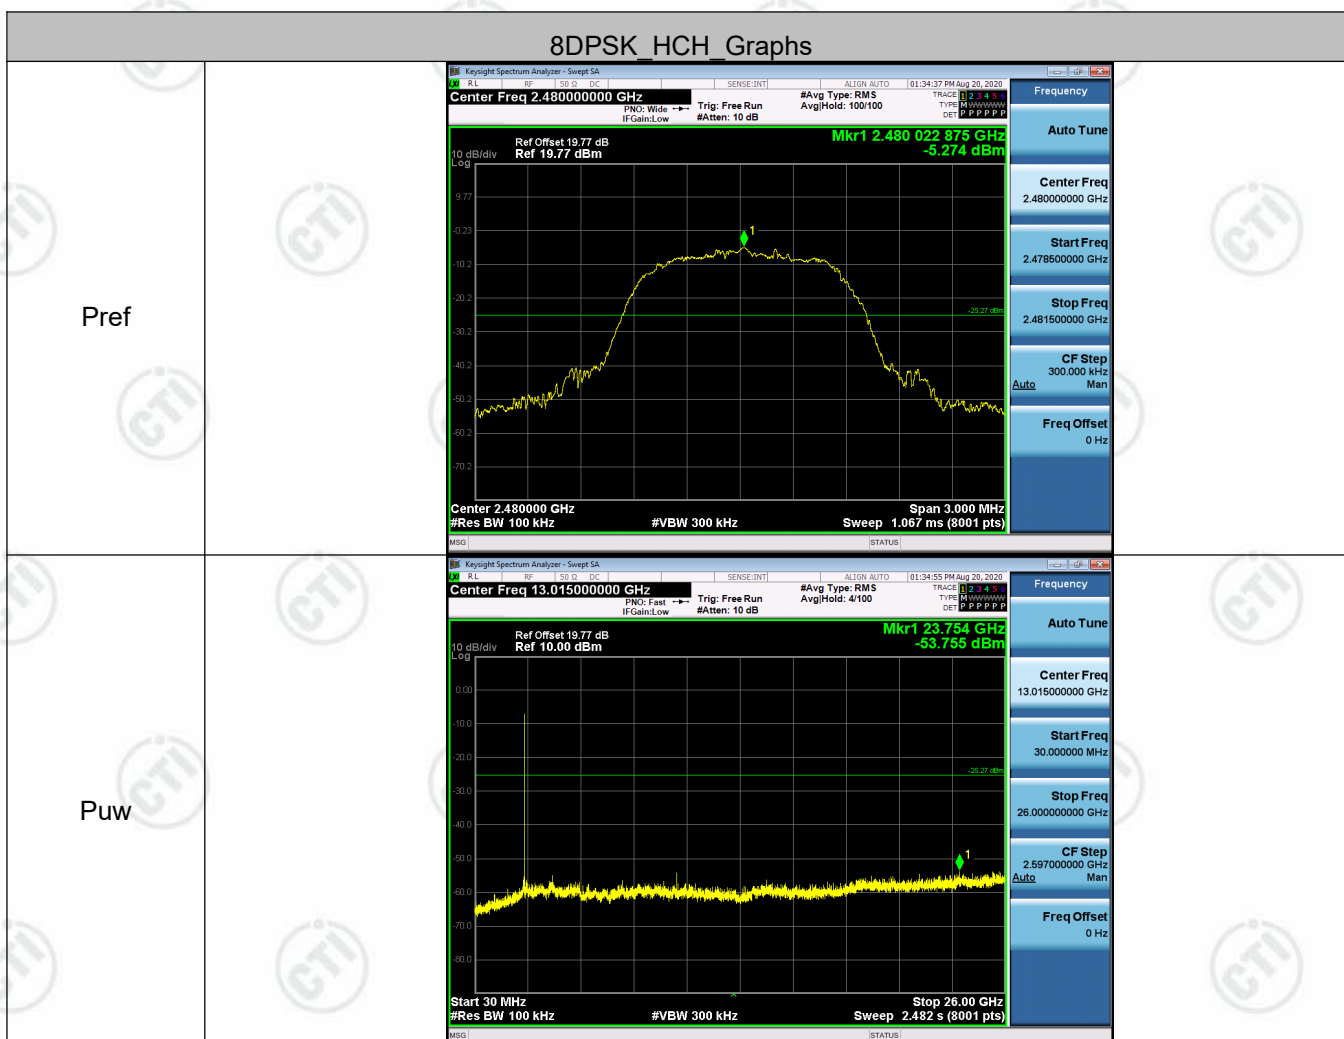 8DPSK_HCH_Graphs
Pref
Keysight Spectrum Analyzer - Swept SA
RL RF 50 Ω DC SENSE:INT ALIGN AUTO 01:34:37 PM Aug 20, 2020
Center Freq 2.480000000 GHz
PNO: Wide
IFGain:Low
Trig: Free Run
#Atten: 10 dB
#Avg Type: RMS
Avg|Hold: 100/100
TRACE 1 2 3 4 5 6
TYPE M W W W W W
DET P P P P P P
Ref Offset 19.77 dB
10 dB/div Ref 19.77 dBm
Log
Mkr1 2.480 022 875 GHz
-5.274 dBm
9.77
-0.23
-10.2
-20.2
-30.2
-40.2
-50.2
-60.2
-70.2
1
-25.27 dBm
Center 2.480000 GHz Span 3.000 MHz
#Res BW 100 kHz #VBW 300 kHz Sweep 1.067 ms (8001 pts)
MSG STATUS
Frequency
Auto Tune
Center Freq
2.480000000 GHz
Start Freq
2.478500000 GHz
Stop Freq
2.481500000 GHz
CF Step
300.000 kHz
Auto Man
Freq Offset
0 Hz
Puw
Keysight Spectrum Analyzer - Swept SA
RL RF 50 Ω DC SENSE:INT ALIGN AUTO 01:34:55 PM Aug 20, 2020
Center Freq 13.015000000 GHz
PNO: Fast
IFGain:Low
Trig: Free Run
#Atten: 10 dB
#Avg Type: RMS
Avg|Hold: 4/100
TRACE 1 2 3 4 5 6
TYPE M W W W W W
DET P P P P P P
Ref Offset 19.77 dB
10 dB/div Ref 10.00 dBm
Log
Mkr1 23.754 GHz
-53.755 dBm
0.00
-10.0
-20.0
-30.0
-40.0
-50.0
-60.0
-70.0
-80.0
1
-25.27 dBm
Start 30 MHz Stop 26.00 GHz
#Res BW 100 kHz #VBW 300 kHz Sweep 2.482 s (8001 pts)
MSG STATUS
Frequency
Auto Tune
Center Freq
13.015000000 GHz
Start Freq
30.000000 MHz
Stop Freq
26.000000000 GHz
CF Step
2.597000000 GHz
Auto Man
Freq Offset
0 Hz
CTI
CTI
CTI
CTI
CTI
CTI
CTI
CTI
CTI
CTI